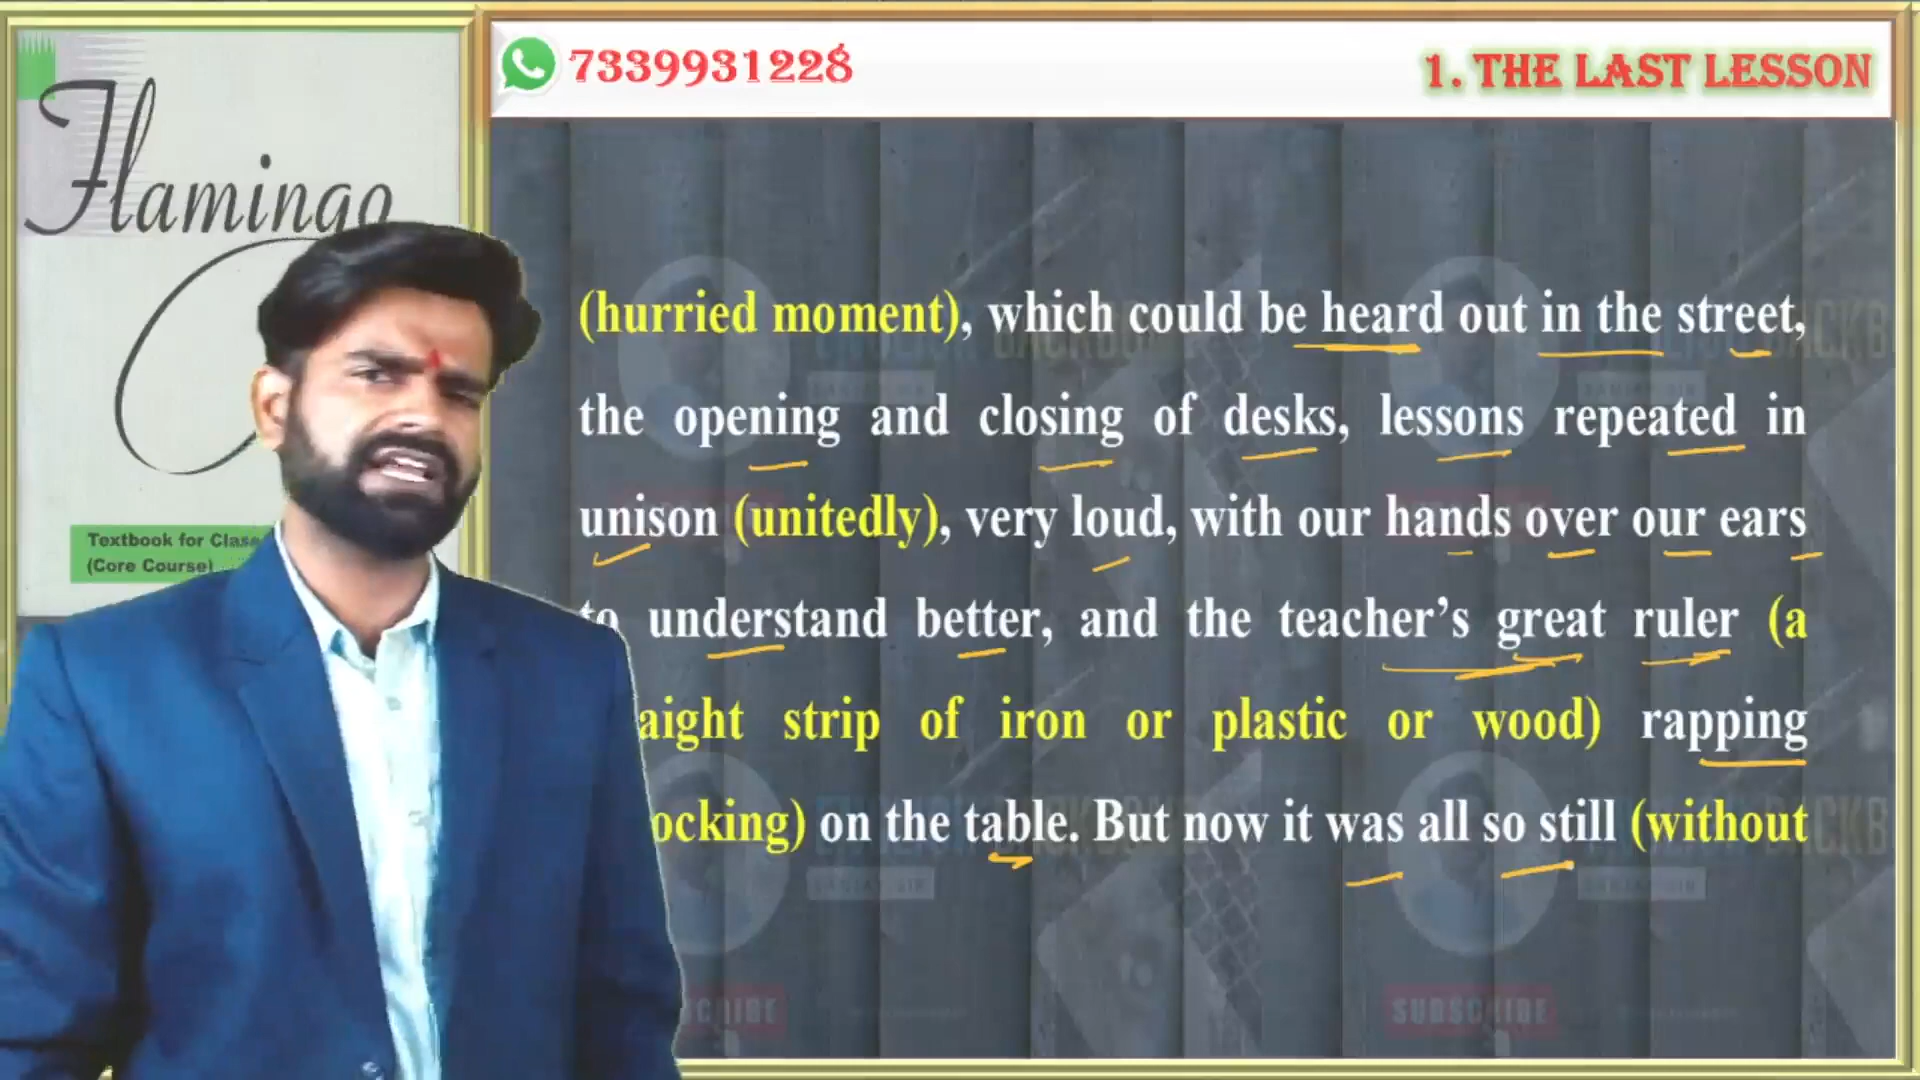 7339931228
1. THE LAST LESSON
Flamingo
Textbook for Class
(Core Course)
(hurried moment), which could be heard out in the street,
the opening and closing of desks, lessons repeated in
unison (unitedly), very loud, with our hands over our ears
to understand better, and the teacher’s great ruler (a
aight strip of iron or plastic or wood) rapping
ocking) on the table. But now it was all so still (without
SUBSCRIBE